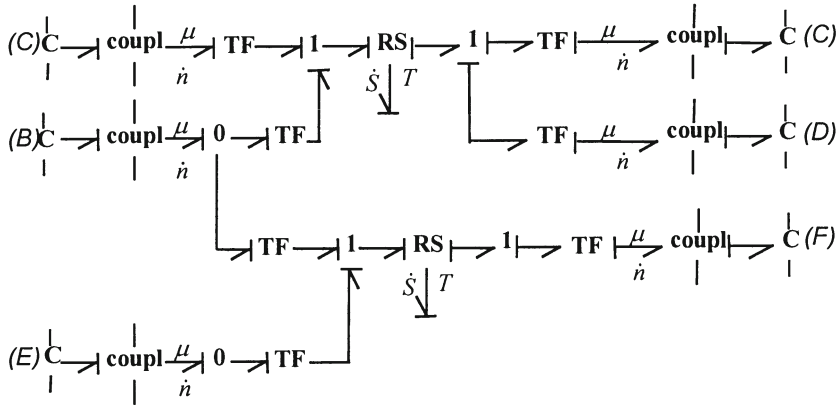 (C) C coupl μ ṅ TF 1 RS 1 TF μ ṅ coupl C (C)
Ṡ T
(B) C coupl μ ṅ 0 TF TF μ ṅ coupl C (D)
TF 1 RS 1 TF μ ṅ coupl C (F)
Ṡ T
(E) C coupl μ ṅ 0 TF